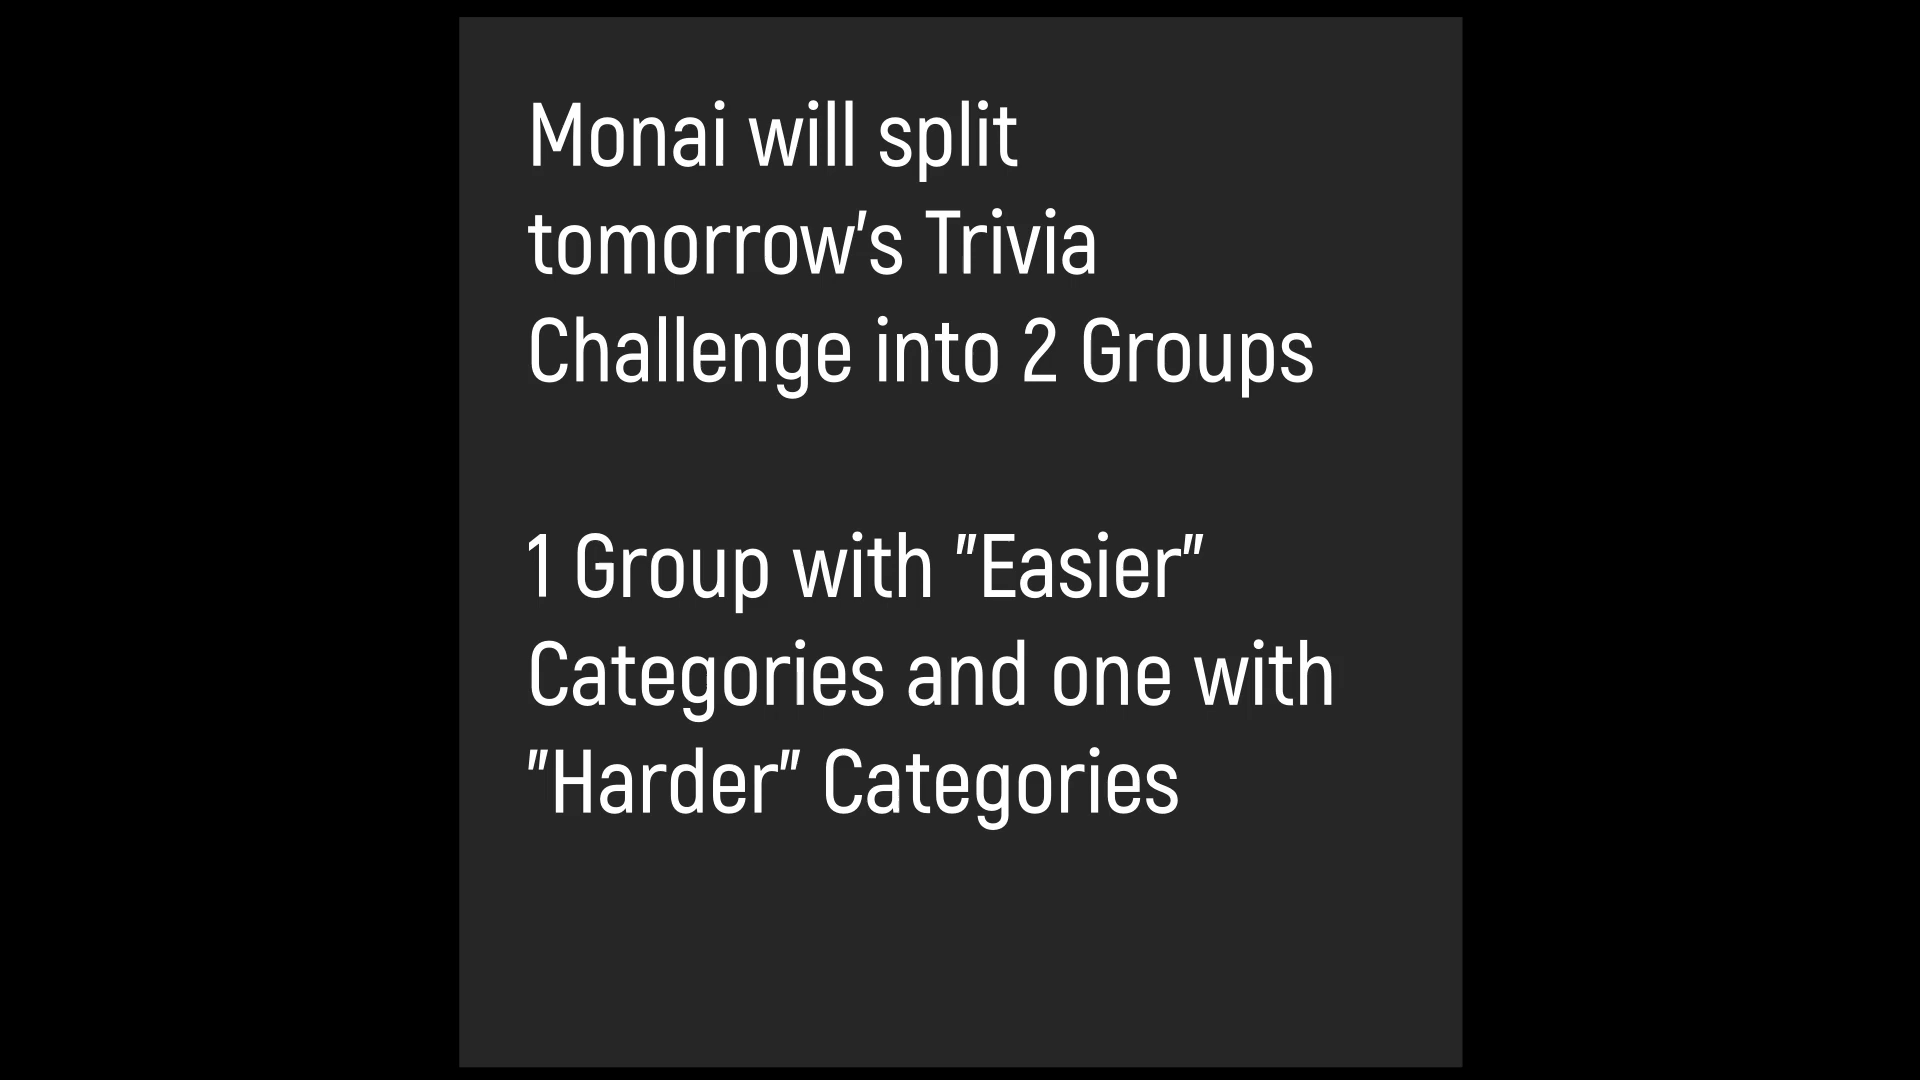 Monai will split
tomorrow's Trivia
Challenge into 2 Groups
1 Group with "Easier"
Categories and one with
"Harder" Categories